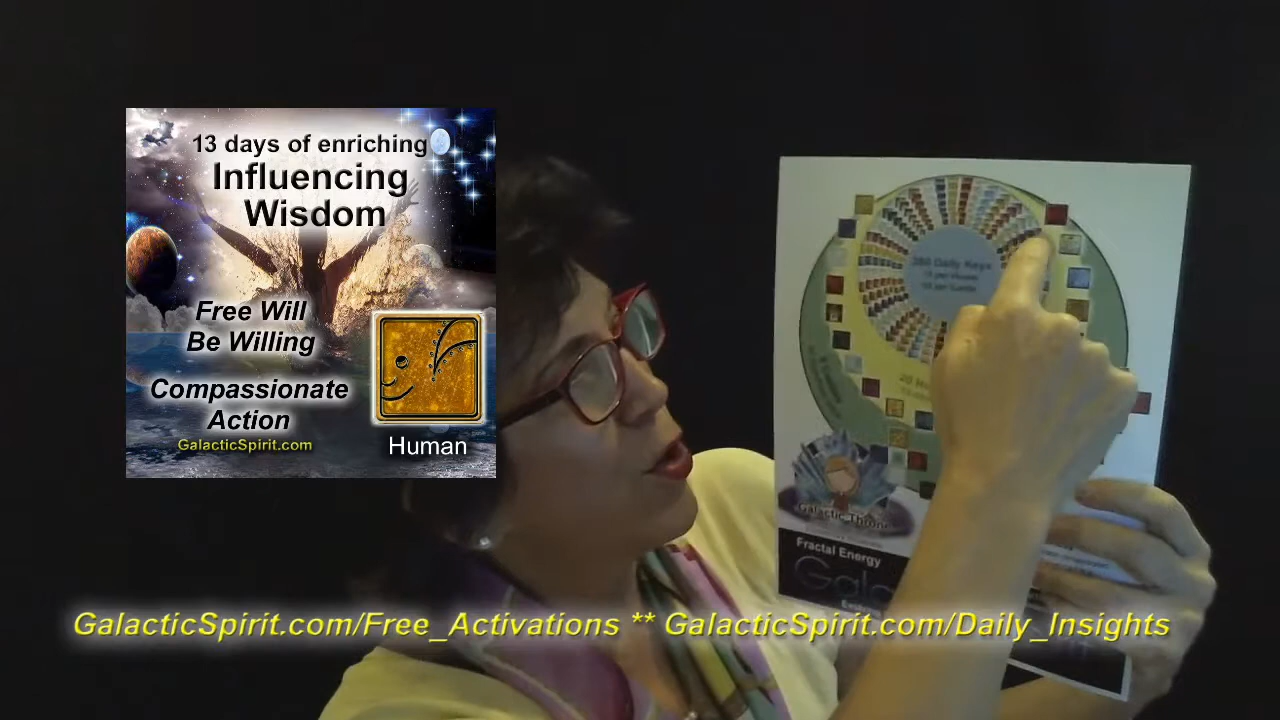 13 days of enriching
Influencing
Wisdom
Free Will
Be Willing
Compassionate
Action
GalacticSpirit.com
Human
Daily Keys
Galactic Throne
Fractal Energy
GalacticSpirit.com/Free_Activations ** GalacticSpirit.com/Daily_Insights